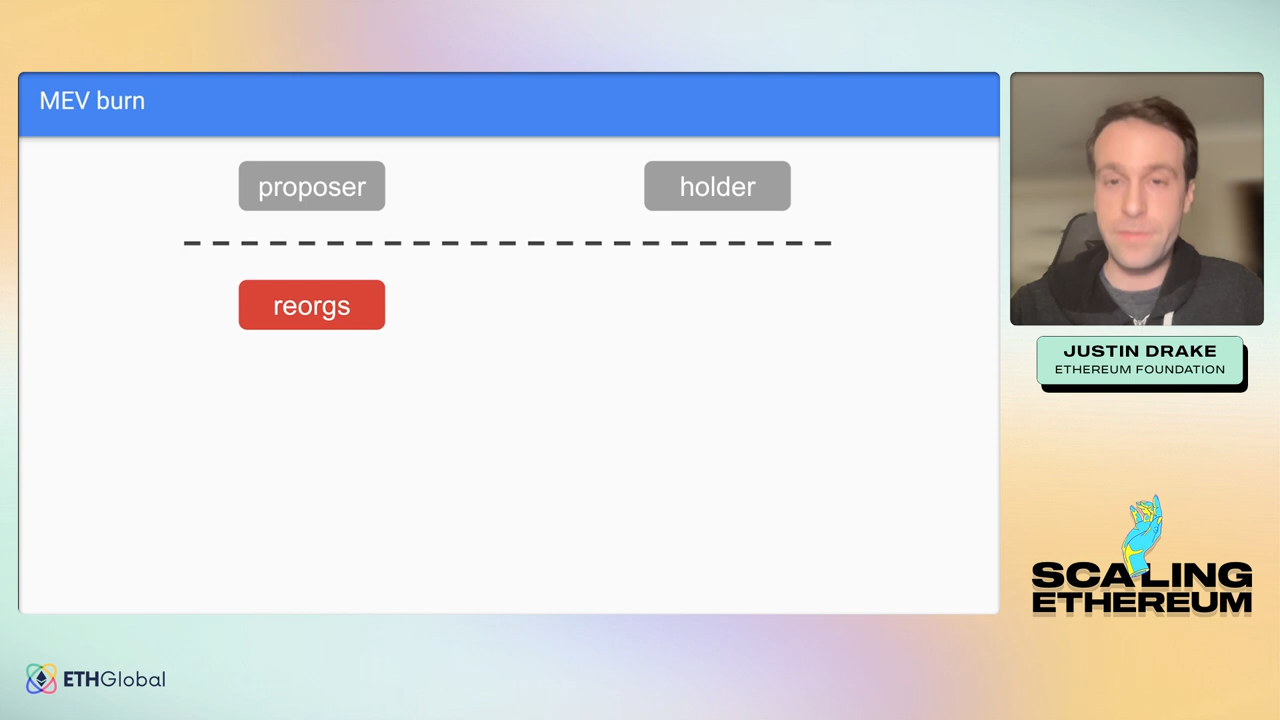 MEV burn
proposer
holder
reorgs
JUSTIN DRAKE
ETHEREUM FOUNDATION
SCALING
ETHEREUM
ETHGlobal